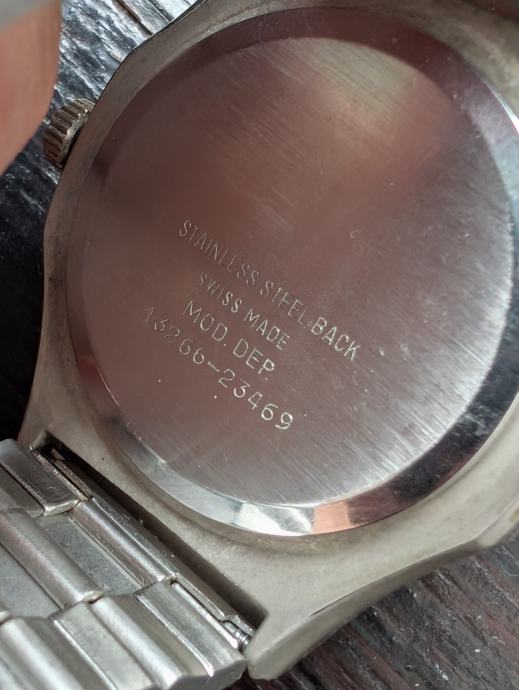 STAINLESS STEEL BACK
SWISS MADE
MOD. DEP
13266-23469